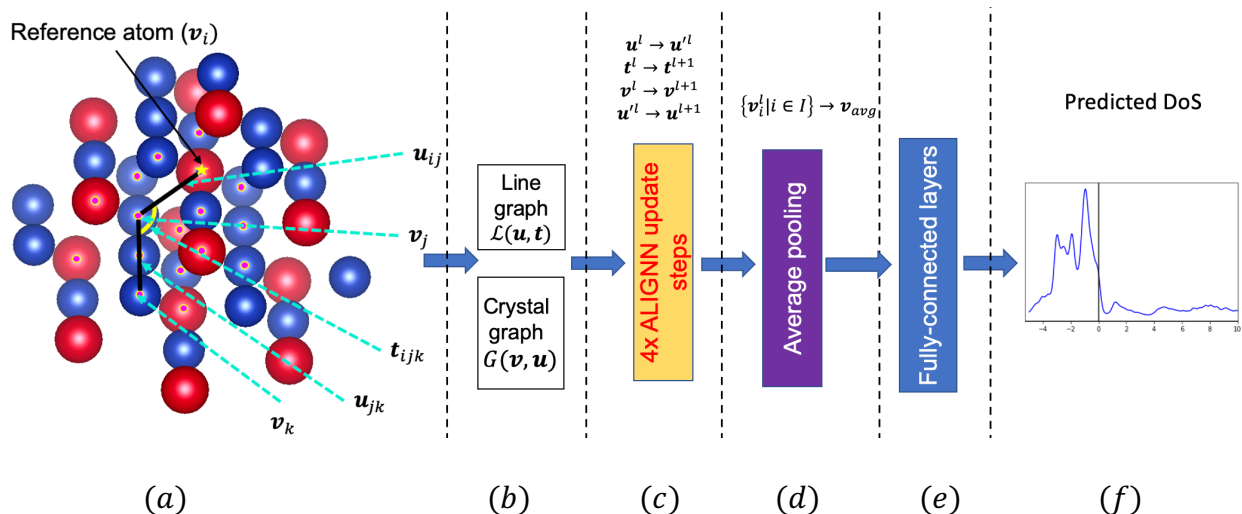 Reference atom (𝒗ᵢ)
𝒖ᵢⱼ
𝒗ⱼ
𝒕ᵢⱼₖ
𝒖ⱼₖ
𝒗ₖ
(a)
Line
graph
ℒ(𝒖, 𝒕)
Crystal
graph
G(𝒗, 𝒖)
(b)
𝒖ˡ → 𝒖′ˡ
𝒕ˡ → 𝒕ˡ⁺¹
𝒗ˡ → 𝒗ˡ⁺¹
𝒖′ˡ → 𝒖ˡ⁺¹
4x ALIGNN update
steps
(c)
{𝒗ᵢˡ|i ∈ I} → 𝒗avg
Average pooling
(d)
Fully-connected layers
(e)
Predicted DoS
−4 −2 0 2 4 6 8 10
(f)